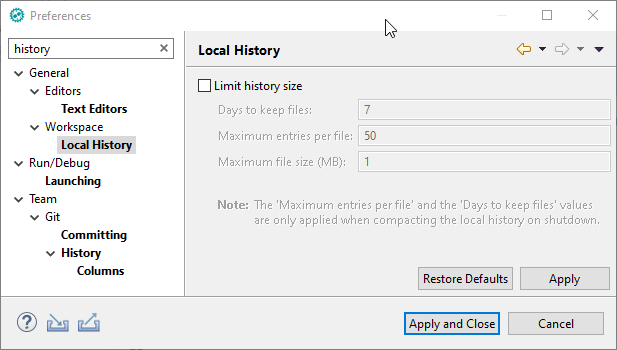 Preferences
history
General
Editors
Text Editors
Workspace
Local History
Run/Debug
Launching
Team
Git
Committing
History
Columns
Local History
Limit history size
Days to keep files: 7
Maximum entries per file: 50
Maximum file size (MB): 1
Note: The 'Maximum entries per file' and the 'Days to keep files' values
are only applied when compacting the local history on shutdown.
Restore Defaults Apply
? Apply and Close Cancel